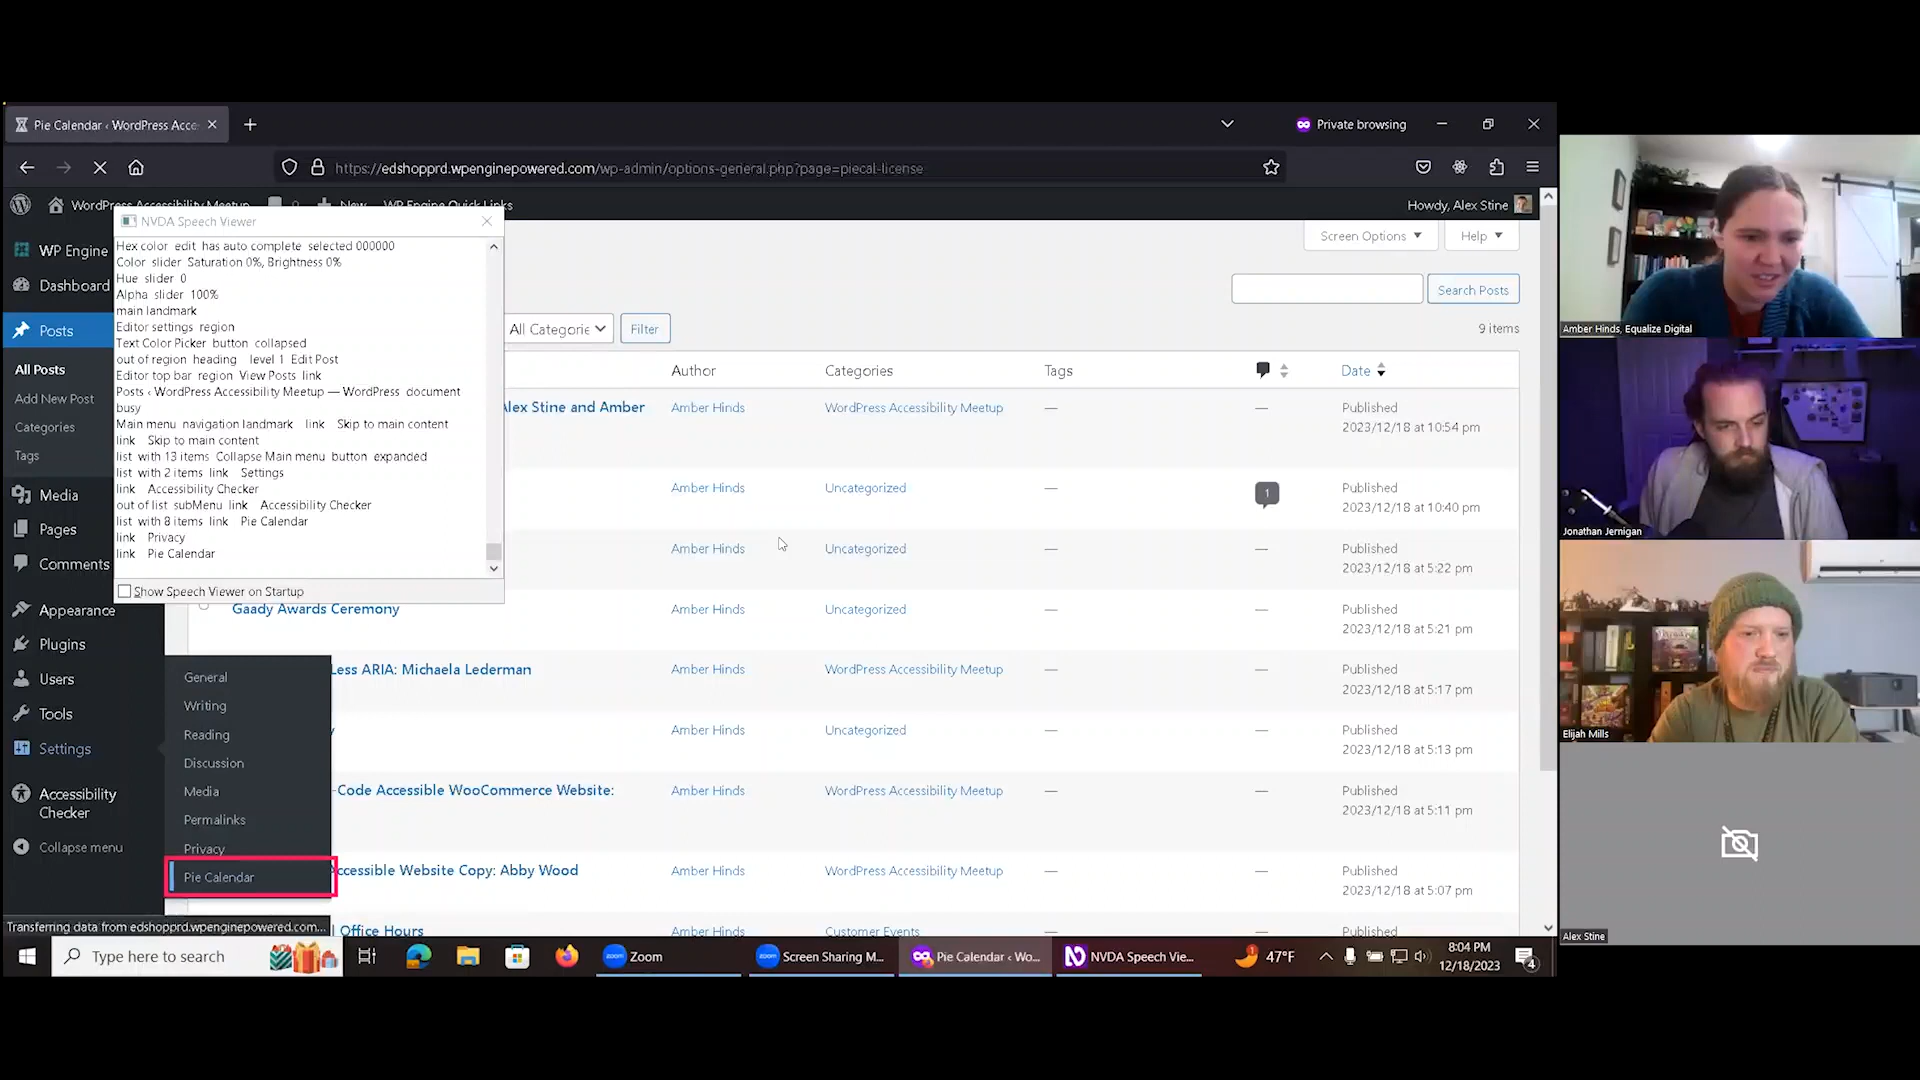 Pie Calendar ‹ WordPress Acce
Private browsing
https://edshopprd.wpenginepowered.com/wp-admin/options-general.php?page=piecal-license
WordPress Accessibility Meetup
New
WP Engine Quick Links
Howdy, Alex Stine
NVDA Speech Viewer
Hex color edit has auto complete selected 000000
Color slider Saturation 0%, Brightness 0%
Hue slider 0
Alpha slider 100%
main landmark
Editor settings region
Text Color Picker button collapsed
out of region heading level 1 Edit Post
Editor top bar region View Posts link
Posts ‹ WordPress Accessibility Meetup — WordPress document
busy
Main menu navigation landmark link Skip to main content
link Skip to main content
list with 13 items Collapse Main menu button expanded
list with 2 items link Settings
link Accessibility Checker
out of list subMenu link Accessibility Checker
list with 8 items link Pie Calendar
link Privacy
link Pie Calendar
Show Speech Viewer on Startup
WP Engine
Dashboard
Posts
All Posts
Add New Post
Categories
Tags
Media
Pages
Comments
Appearance
Plugins
Users
Tools
Settings
Accessibility
Checker
Collapse menu
General
Writing
Reading
Discussion
Media
Permalinks
Privacy
Pie Calendar
Screen Options
Help
Search Posts
All Categorie
Filter
9 items
Author
Categories
Tags
Date
Alex Stine and Amber
Amber Hinds
WordPress Accessibility Meetup
—
—
Published
2023/12/18 at 10:54 pm
Amber Hinds
Uncategorized
—
1
Published
2023/12/18 at 10:40 pm
Amber Hinds
Uncategorized
—
—
Published
2023/12/18 at 5:22 pm
Gaady Awards Ceremony
Amber Hinds
Uncategorized
—
—
Published
2023/12/18 at 5:21 pm
Less ARIA: Michaela Lederman
Amber Hinds
WordPress Accessibility Meetup
—
—
Published
2023/12/18 at 5:17 pm
Amber Hinds
Uncategorized
—
—
Published
2023/12/18 at 5:13 pm
-Code Accessible WooCommerce Website:
Amber Hinds
WordPress Accessibility Meetup
—
—
Published
2023/12/18 at 5:11 pm
ccessible Website Copy: Abby Wood
Amber Hinds
WordPress Accessibility Meetup
—
—
Published
2023/12/18 at 5:07 pm
Office Hours
Amber Hinds
Customer Events
—
—
Published
Transferring data from edshopprd.wpenginepowered.com...
Type here to search
zoom
Zoom
zoom
Screen Sharing M...
Pie Calendar ‹ Wo...
NVDA Speech Vie...
1
47°F
8:04 PM
12/18/2023
4
Amber Hinds, Equalize Digital
Jonathan Jernigan
Elijah Mills
Alex Stine